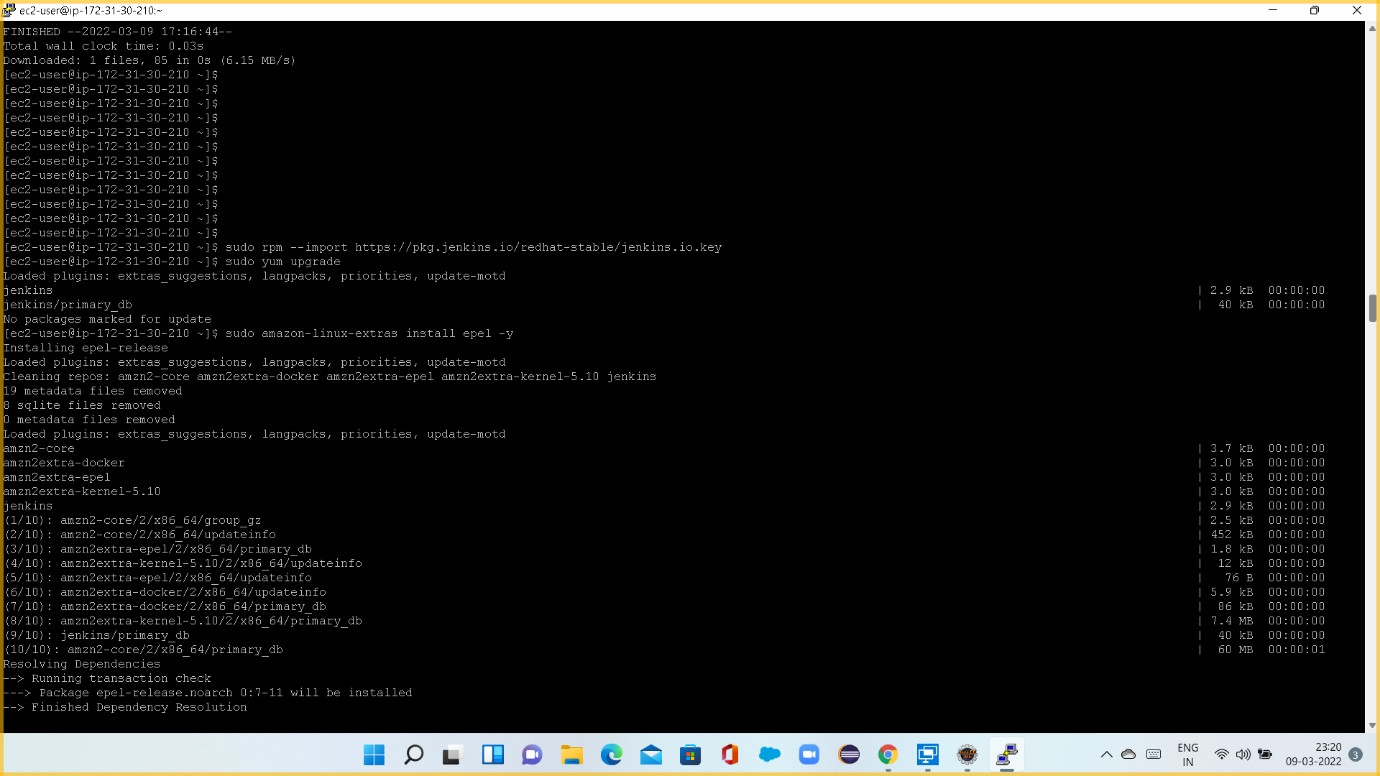 ec2-user@ip-172-31-30-210:~
FINISHED --2022-03-09 17:16:44--
Total wall clock time: 0.03s
Downloaded: 1 files, 85 in 0s (6.15 MB/s)
[ec2-user@ip-172-31-30-210 ~]$
[ec2-user@ip-172-31-30-210 ~]$
[ec2-user@ip-172-31-30-210 ~]$
[ec2-user@ip-172-31-30-210 ~]$
[ec2-user@ip-172-31-30-210 ~]$
[ec2-user@ip-172-31-30-210 ~]$
[ec2-user@ip-172-31-30-210 ~]$
[ec2-user@ip-172-31-30-210 ~]$
[ec2-user@ip-172-31-30-210 ~]$
[ec2-user@ip-172-31-30-210 ~]$
[ec2-user@ip-172-31-30-210 ~]$
[ec2-user@ip-172-31-30-210 ~]$
[ec2-user@ip-172-31-30-210 ~]$ sudo rpm --import https://pkg.jenkins.io/redhat-stable/jenkins.io.key
[ec2-user@ip-172-31-30-210 ~]$ sudo yum upgrade
Loaded plugins: extras_suggestions, langpacks, priorities, update-motd
jenkins | 2.9 kB 00:00:00
jenkins/primary_db | 40 kB 00:00:00
No packages marked for update
[ec2-user@ip-172-31-30-210 ~]$ sudo amazon-linux-extras install epel -y
Installing epel-release
Loaded plugins: extras_suggestions, langpacks, priorities, update-motd
Cleaning repos: amzn2-core amzn2extra-docker amzn2extra-epel amzn2extra-kernel-5.10 jenkins
19 metadata files removed
8 sqlite files removed
0 metadata files removed
Loaded plugins: extras_suggestions, langpacks, priorities, update-motd
amzn2-core | 3.7 kB 00:00:00
amzn2extra-docker | 3.0 kB 00:00:00
amzn2extra-epel | 3.0 kB 00:00:00
amzn2extra-kernel-5.10 | 3.0 kB 00:00:00
jenkins | 2.9 kB 00:00:00
(1/10): amzn2-core/2/x86_64/group_gz | 2.5 kB 00:00:00
(2/10): amzn2-core/2/x86_64/updateinfo | 452 kB 00:00:00
(3/10): amzn2extra-epel/2/x86_64/primary_db | 1.8 kB 00:00:00
(4/10): amzn2extra-kernel-5.10/2/x86_64/updateinfo | 12 kB 00:00:00
(5/10): amzn2extra-epel/2/x86_64/updateinfo | 76 B 00:00:00
(6/10): amzn2extra-docker/2/x86_64/updateinfo | 5.9 kB 00:00:00
(7/10): amzn2extra-docker/2/x86_64/primary_db | 86 kB 00:00:00
(8/10): amzn2extra-kernel-5.10/2/x86_64/primary_db | 7.4 MB 00:00:00
(9/10): jenkins/primary_db | 40 kB 00:00:00
(10/10): amzn2-core/2/x86_64/primary_db | 60 MB 00:00:01
Resolving Dependencies
--> Running transaction check
---> Package epel-release.noarch 0:7-11 will be installed
--> Finished Dependency Resolution
ENG 23:20
IN 09-03-2022 3